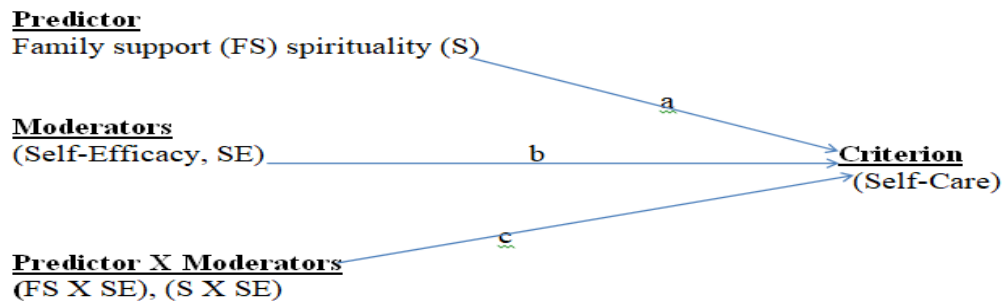 Predictor
Family support (FS) spirituality (S)
a
Moderators
(Self-Efficacy, SE)
b
Criterion
(Self-Care)
c
Predictor X Moderators
(FS X SE), (S X SE)